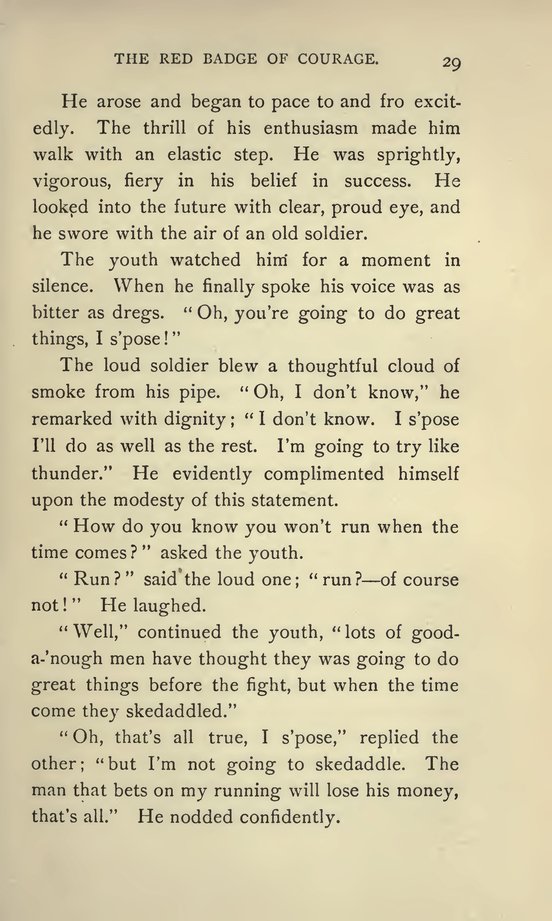 THE RED BADGE OF COURAGE. 29
He arose and began to pace to and fro excit-
edly. The thrill of his enthusiasm made him
walk with an elastic step. He was sprightly,
vigorous, fiery in his belief in success. He
looked into the future with clear, proud eye, and
he swore with the air of an old soldier.
The youth watched him for a moment in
silence. When he finally spoke his voice was as
bitter as dregs. "Oh, you're going to do great
things, I s'pose!"
The loud soldier blew a thoughtful cloud of
smoke from his pipe. "Oh, I don't know," he
remarked with dignity; "I don't know. I s'pose
I'll do as well as the rest. I'm going to try like
thunder." He evidently complimented himself
upon the modesty of this statement.
"How do you know you won't run when the
time comes?" asked the youth.
"Run?" said the loud one; "run?—of course
not!" He laughed.
"Well," continued the youth, "lots of good-
a-'nough men have thought they was going to do
great things before the fight, but when the time
come they skedaddled."
"Oh, that's all true, I s'pose," replied the
other; "but I'm not going to skedaddle. The
man that bets on my running will lose his money,
that's all." He nodded confidently.